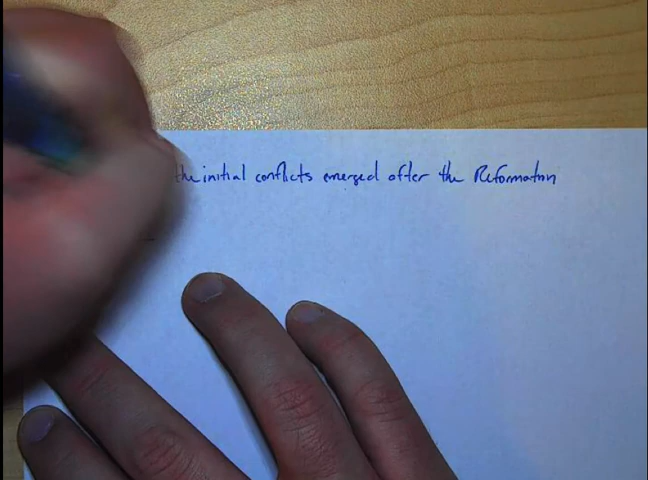 the initial conflicts emerged after the Reformation